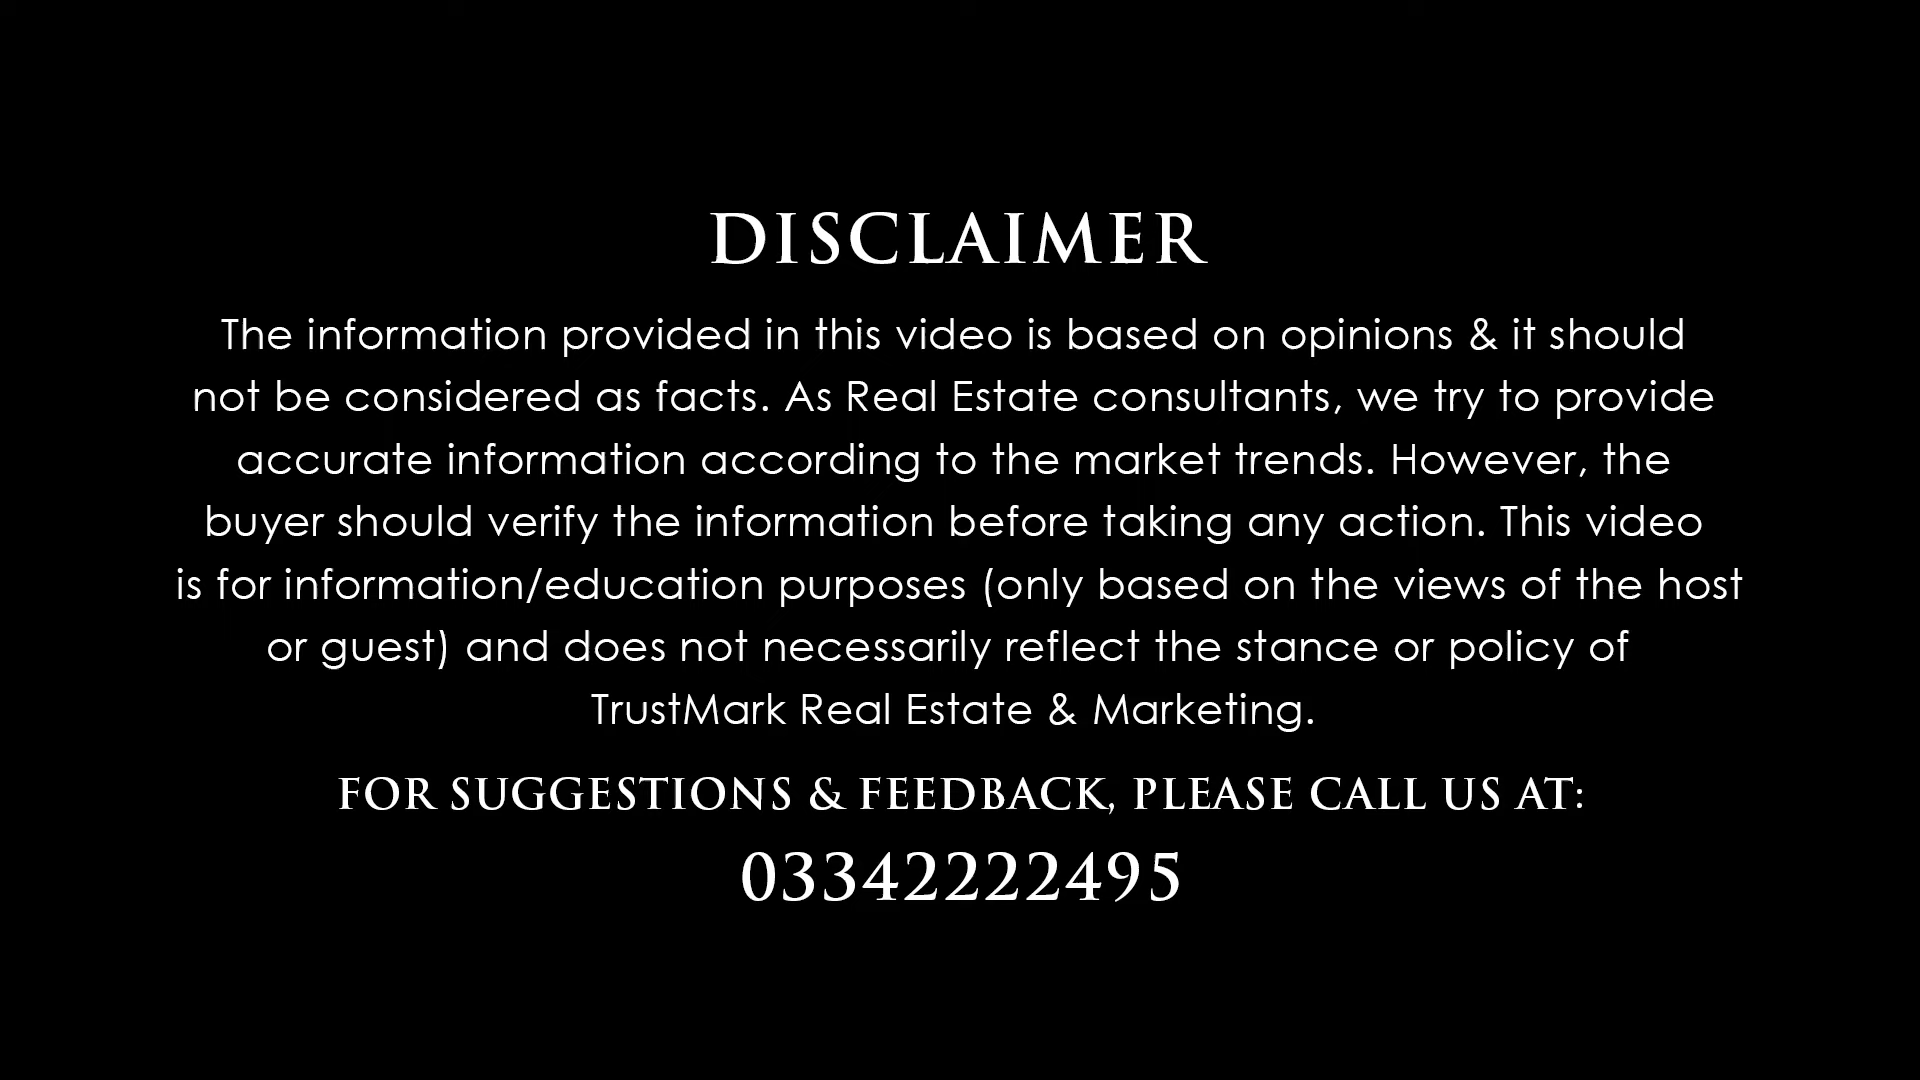 DISCLAIMER
The information provided in this video is based on opinions & it should
not be considered as facts. As Real Estate consultants, we try to provide
accurate information according to the market trends. However, the
buyer should verify the information before taking any action. This video
is for information/education purposes (only based on the views of the host
or guest) and does not necessarily reflect the stance or policy of
TrustMark Real Estate & Marketing.
FOR SUGGESTIONS & FEEDBACK, PLEASE CALL US AT:
03342222495